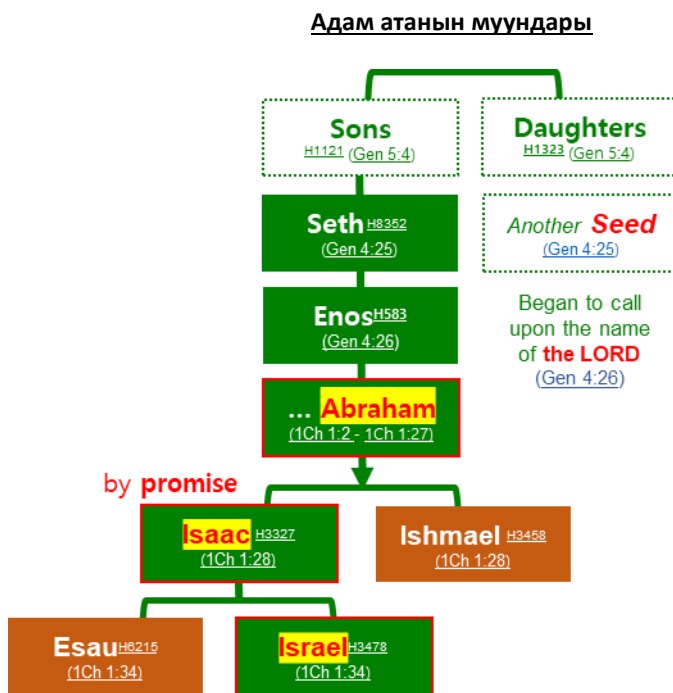 Адам атанын муундары
Sons
H1121 (Gen 5:4)
Daughters
H1323 (Gen 5:4)
Seth H8352
(Gen 4:25)
Another Seed
(Gen 4:25)
Enos H583
(Gen 4:26)
Began to call
upon the name
of the LORD
(Gen 4:26)
... Abraham
(1Ch 1:2 - 1Ch 1:27)
by promise
Isaac H3327
(1Ch 1:28)
Ishmael H3458
(1Ch 1:28)
Esau H6215
(1Ch 1:34)
Israel H3478
(1Ch 1:34)